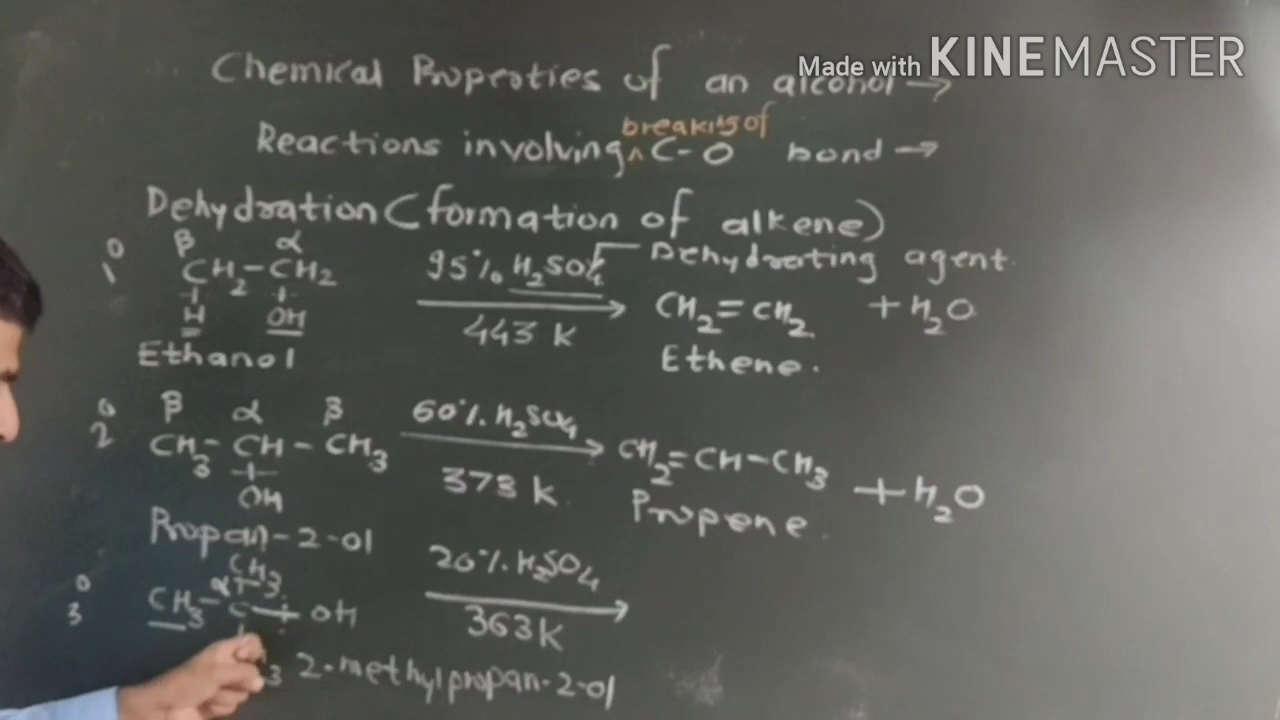 Made with KINEMASTER
Chemical Properties of an alcohol →
breaking of
Reactions involving ^ C-O bond →
Dehydration (formation of alkene)
β α
1° CH2-CH2 95% H2SO4 Dehydrating agent
H OH 443 K CH2=CH2 + H2O
Ethanol Ethene.
β α β
2° CH3-CH-CH3 60% H2SO4 CH2=CH-CH3 + H2O
OH 373 K Propene.
Propan-2-ol
CH3 20% H2SO4
3° CH3-C-OH α
363 K
3 2-methylpropan-2-ol